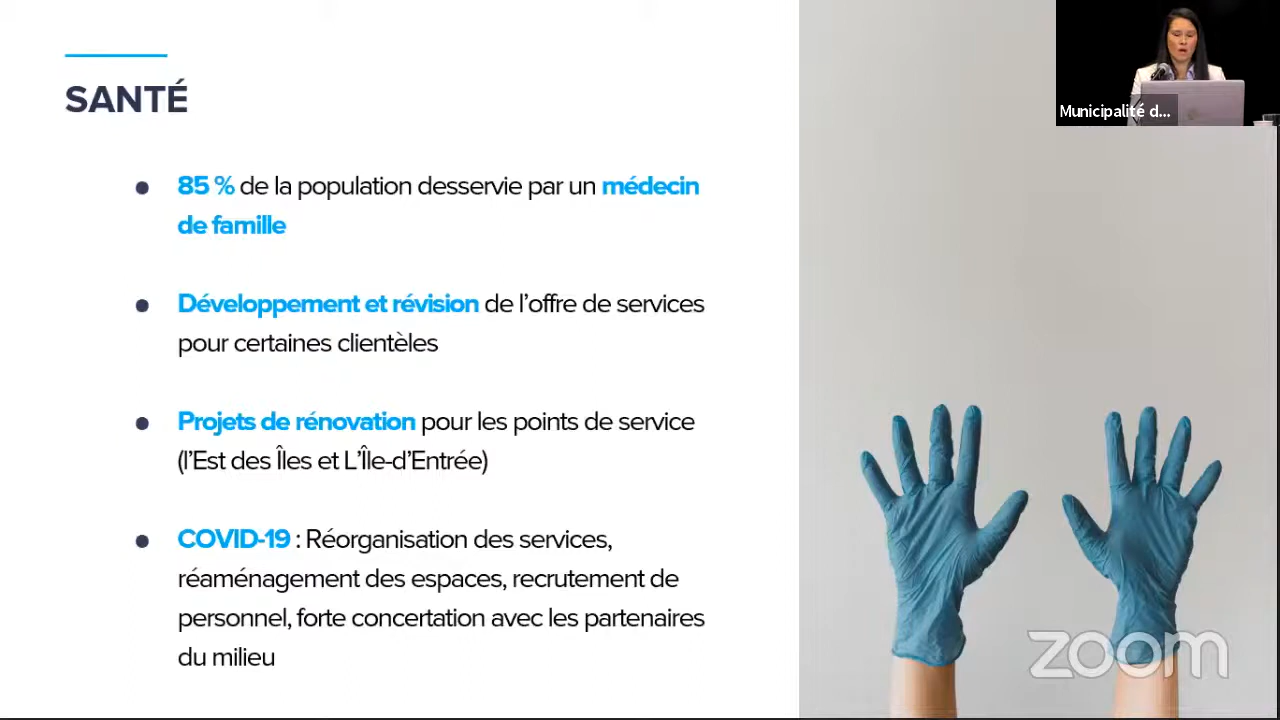 SANTÉ
85 % de la population desservie par un médecin
de famille
Développement et révision de l'offre de services
pour certaines clientèles
Projets de rénovation pour les points de service
(l'Est des Îles et L'Île-d'Entrée)
COVID-19 : Réorganisation des services,
réaménagement des espaces, recrutement de
personnel, forte concertation avec les partenaires
du milieu
Municipalité d...
zoom